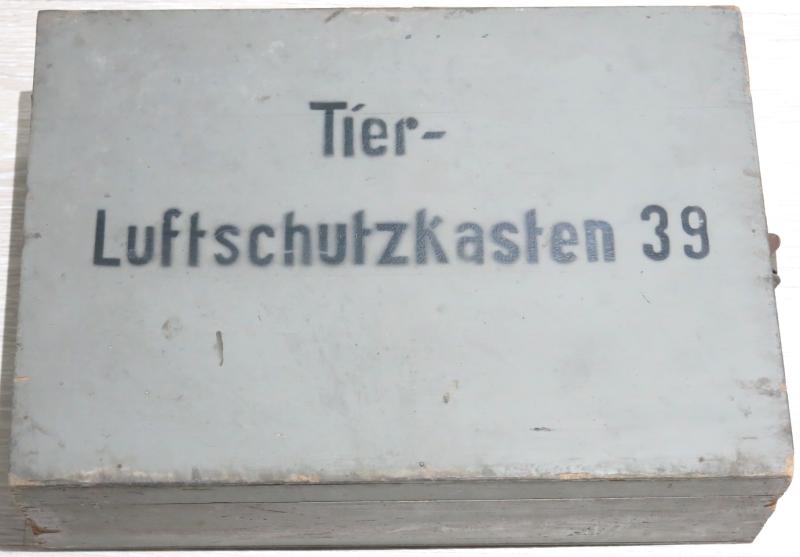 Tier-
Luftschutzkasten 39